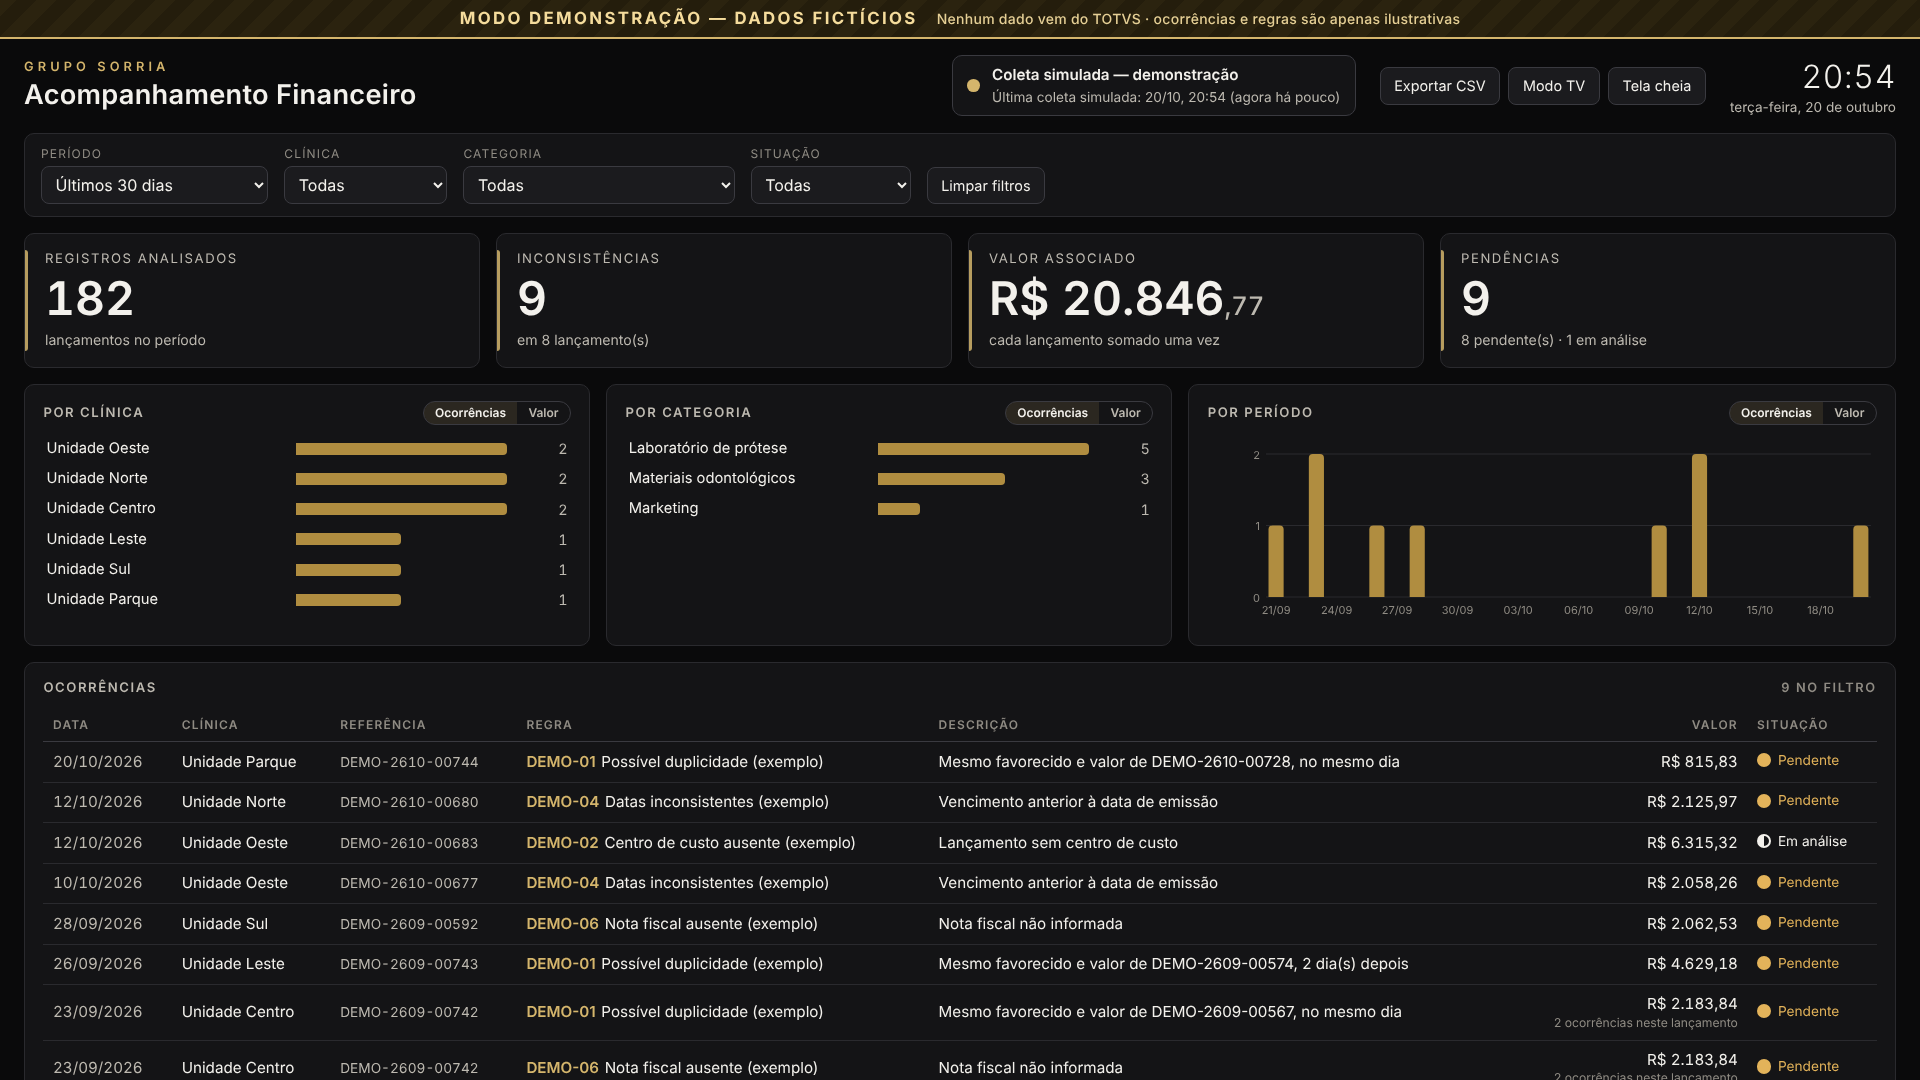 MODO DEMONSTRAÇÃO — DADOS FICTÍCIOS Nenhum dado vem do TOTVS · ocorrências e regras são apenas ilustrativas
GRUPO SORRIA
Acompanhamento Financeiro
Coleta simulada — demonstração
Última coleta simulada: 20/10, 20:54 (agora há pouco)
Exportar CSV
Modo TV
Tela cheia
20:54
terça-feira, 20 de outubro
PERÍODO
Últimos 30 dias
CLÍNICA
Todas
CATEGORIA
Todas
SITUAÇÃO
Todas
Limpar filtros
REGISTROS ANALISADOS
182
lançamentos no período
INCONSISTÊNCIAS
9
em 8 lançamento(s)
VALOR ASSOCIADO
R$ 20.846,77
cada lançamento somado uma vez
PENDÊNCIAS
9
8 pendente(s) · 1 em análise
POR CLÍNICA
Ocorrências Valor
Unidade Oeste 2
Unidade Norte 2
Unidade Centro 2
Unidade Leste 1
Unidade Sul 1
Unidade Parque 1
POR CATEGORIA
Ocorrências Valor
Laboratório de prótese 5
Materiais odontológicos 3
Marketing 1
POR PERÍODO
Ocorrências Valor
2
1
0
21/09 24/09 27/09 30/09 03/10 06/10 09/10 12/10 15/10 18/10
OCORRÊNCIAS
9 NO FILTRO
DATA CLÍNICA REFERÊNCIA REGRA DESCRIÇÃO VALOR SITUAÇÃO
20/10/2026 Unidade Parque DEMO-2610-00744 DEMO-01 Possível duplicidade (exemplo) Mesmo favorecido e valor de DEMO-2610-00728, no mesmo dia R$ 815,83 Pendente
12/10/2026 Unidade Norte DEMO-2610-00680 DEMO-04 Datas inconsistentes (exemplo) Vencimento anterior à data de emissão R$ 2.125,97 Pendente
12/10/2026 Unidade Oeste DEMO-2610-00683 DEMO-02 Centro de custo ausente (exemplo) Lançamento sem centro de custo R$ 6.315,32 Em análise
10/10/2026 Unidade Oeste DEMO-2610-00677 DEMO-04 Datas inconsistentes (exemplo) Vencimento anterior à data de emissão R$ 2.058,26 Pendente
28/09/2026 Unidade Sul DEMO-2609-00592 DEMO-06 Nota fiscal ausente (exemplo) Nota fiscal não informada R$ 2.062,53 Pendente
26/09/2026 Unidade Leste DEMO-2609-00743 DEMO-01 Possível duplicidade (exemplo) Mesmo favorecido e valor de DEMO-2609-00574, 2 dia(s) depois R$ 4.629,18 Pendente
23/09/2026 Unidade Centro DEMO-2609-00742 DEMO-01 Possível duplicidade (exemplo) Mesmo favorecido e valor de DEMO-2609-00567, no mesmo dia R$ 2.183,84 Pendente
2 ocorrências neste lançamento
23/09/2026 Unidade Centro DEMO-2609-00742 DEMO-06 Nota fiscal ausente (exemplo) Nota fiscal não informada R$ 2.183,84 Pendente
2 ocorrências neste lançamento